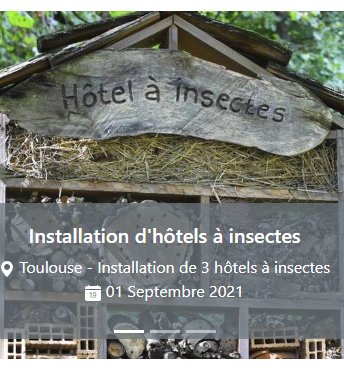 Hôtel à insectes
Installation d'hôtels à insectes
Toulouse - Installation de 3 hôtels à insectes
19 01 Septembre 2021